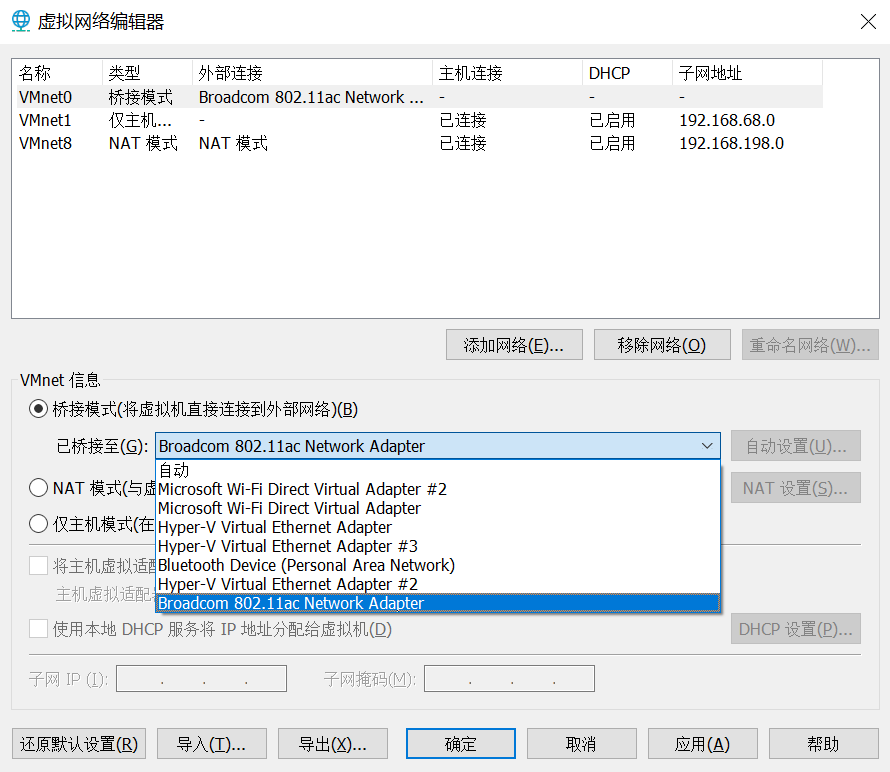 虚拟网络编辑器
名称 类型 外部连接 主机连接 DHCP 子网地址
VMnet0 桥接模式 Broadcom 802.11ac Network ... - - -
VMnet1 仅主机... - 已连接 已启用 192.168.68.0
VMnet8 NAT 模式 NAT 模式 已连接 已启用 192.168.198.0
添加网络(E)... 移除网络(O) 重命名网络(W)...
VMnet 信息
桥接模式(将虚拟机直接连接到外部网络)(B)
已桥接至(G): Broadcom 802.11ac Network Adapter 自动设置(U)...
自动
NAT 模式(与虚 Microsoft Wi-Fi Direct Virtual Adapter #2 NAT 设置(S)...
Microsoft Wi-Fi Direct Virtual Adapter
仅主机模式(在 Hyper-V Virtual Ethernet Adapter
Hyper-V Virtual Ethernet Adapter #3
将主机虚拟适配 Bluetooth Device (Personal Area Network)
主机虚拟适配 Hyper-V Virtual Ethernet Adapter #2
Broadcom 802.11ac Network Adapter
使用本地 DHCP 服务将 IP 地址分配给虚拟机(D) DHCP 设置(P)...
子网 IP (I): . . . 子网掩码(M): . . .
还原默认设置(R) 导入(T)... 导出(X)... 确定 取消 应用(A) 帮助